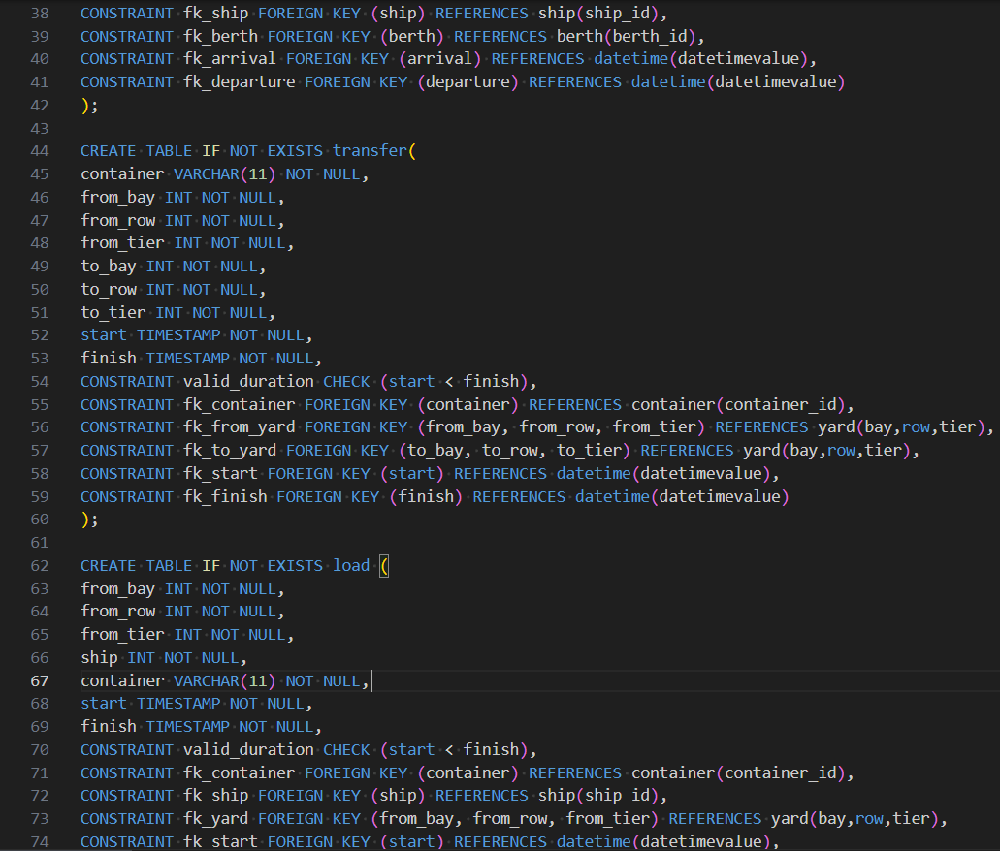 38 CONSTRAINT fk_ship FOREIGN KEY (ship) REFERENCES ship(ship_id),
39 CONSTRAINT fk_berth FOREIGN KEY (berth) REFERENCES berth(berth_id),
40 CONSTRAINT fk_arrival FOREIGN KEY (arrival) REFERENCES datetime(datetimevalue),
41 CONSTRAINT fk_departure FOREIGN KEY (departure) REFERENCES datetime(datetimevalue)
42 );
43
44 CREATE TABLE IF NOT EXISTS transfer(
45 container VARCHAR(11) NOT NULL,
46 from_bay INT NOT NULL,
47 from_row INT NOT NULL,
48 from_tier INT NOT NULL,
49 to_bay INT NOT NULL,
50 to_row INT NOT NULL,
51 to_tier INT NOT NULL,
52 start TIMESTAMP NOT NULL,
53 finish TIMESTAMP NOT NULL,
54 CONSTRAINT valid_duration CHECK (start < finish),
55 CONSTRAINT fk_container FOREIGN KEY (container) REFERENCES container(container_id),
56 CONSTRAINT fk_from_yard FOREIGN KEY (from_bay, from_row, from_tier) REFERENCES yard(bay,row,tier),
57 CONSTRAINT fk_to_yard FOREIGN KEY (to_bay, to_row, to_tier) REFERENCES yard(bay,row,tier),
58 CONSTRAINT fk_start FOREIGN KEY (start) REFERENCES datetime(datetimevalue),
59 CONSTRAINT fk_finish FOREIGN KEY (finish) REFERENCES datetime(datetimevalue)
60 );
61
62 CREATE TABLE IF NOT EXISTS load (
63 from_bay INT NOT NULL,
64 from_row INT NOT NULL,
65 from_tier INT NOT NULL,
66 ship INT NOT NULL,
67 container VARCHAR(11) NOT NULL,
68 start TIMESTAMP NOT NULL,
69 finish TIMESTAMP NOT NULL,
70 CONSTRAINT valid_duration CHECK (start < finish),
71 CONSTRAINT fk_container FOREIGN KEY (container) REFERENCES container(container_id),
72 CONSTRAINT fk_ship FOREIGN KEY (ship) REFERENCES ship(ship_id),
73 CONSTRAINT fk_yard FOREIGN KEY (from_bay, from_row, from_tier) REFERENCES yard(bay,row,tier),
74 CONSTRAINT fk_start FOREIGN KEY (start) REFERENCES datetime(datetimevalue),